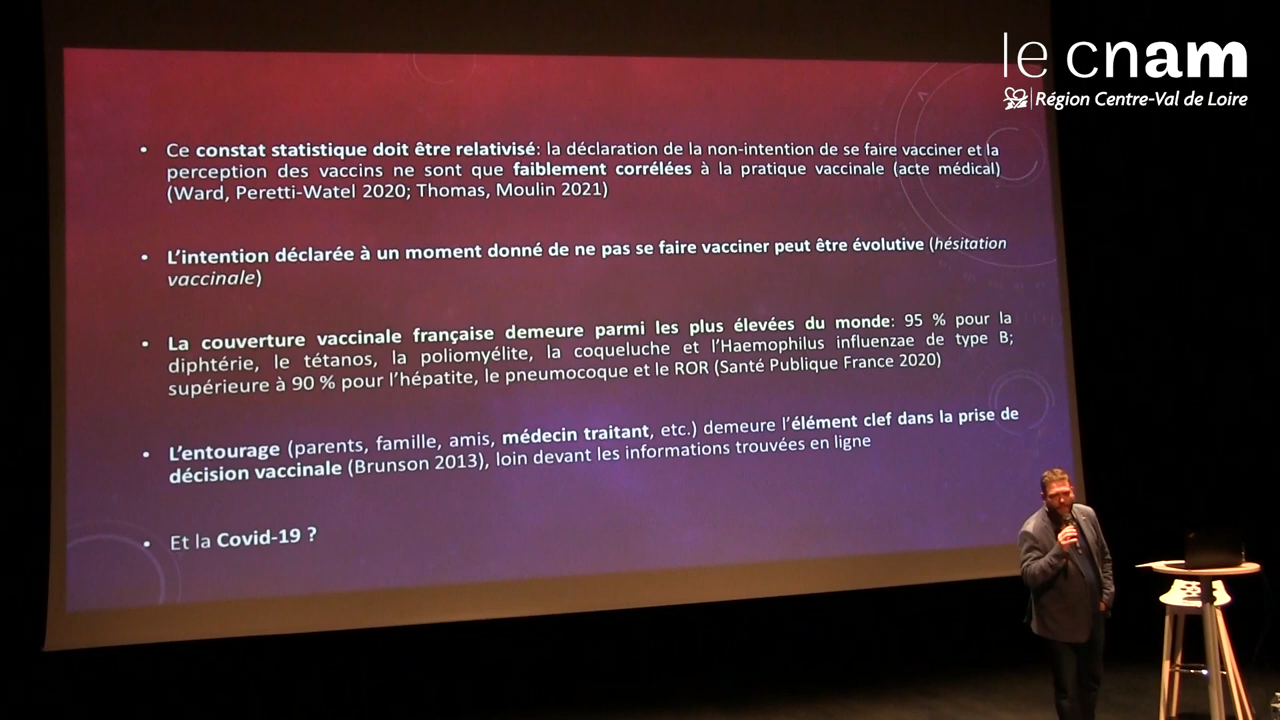 le cnam
Région Centre-Val de Loire
• Ce constat statistique doit être relativisé: la déclaration de la non-intention de se faire vacciner et la
perception des vaccins ne sont que faiblement corrélées à la pratique vaccinale (acte médical)
(Ward, Peretti-Watel 2020; Thomas, Moulin 2021)
• L’intention déclarée à un moment donné de ne pas se faire vacciner peut être évolutive (hésitation
vaccinale)
• La couverture vaccinale française demeure parmi les plus élevées du monde: 95 % pour la
diphtérie, le tétanos, la poliomyélite, la coqueluche et l’Haemophilus influenzae de type B;
supérieure à 90 % pour l’hépatite, le pneumocoque et le ROR (Santé Publique France 2020)
• L’entourage (parents, famille, amis, médecin traitant, etc.) demeure l’élément clef dans la prise de
décision vaccinale (Brunson 2013), loin devant les informations trouvées en ligne
• Et la Covid-19 ?